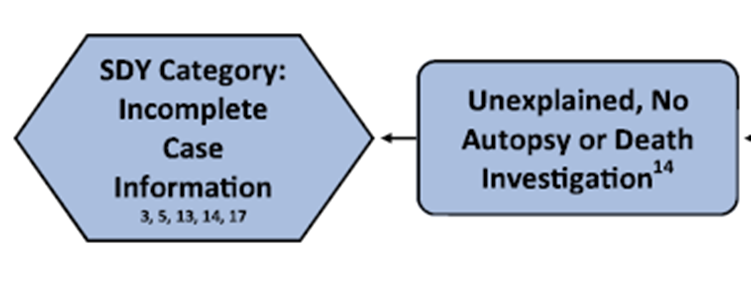 SDY Category:
Incomplete
Case
Information
3, 5, 13, 14, 17
Unexplained, No
Autopsy or Death
Investigation14